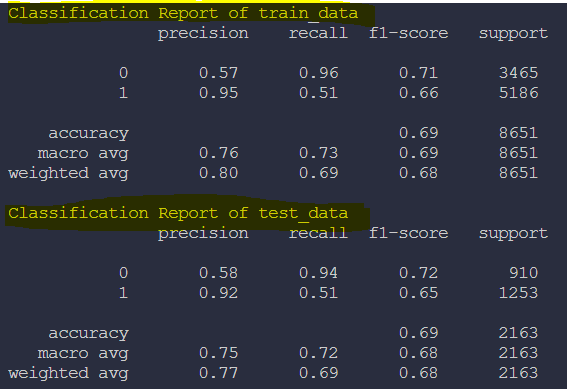 Classification Report of train_data
precision recall f1-score support
0 0.57 0.96 0.71 3465
1 0.95 0.51 0.66 5186
accuracy 0.69 8651
macro avg 0.76 0.73 0.69 8651
weighted avg 0.80 0.69 0.68 8651
Classification Report of test_data
precision recall f1-score support
0 0.58 0.94 0.72 910
1 0.92 0.51 0.65 1253
accuracy 0.69 2163
macro avg 0.75 0.72 0.68 2163
weighted avg 0.77 0.69 0.68 2163